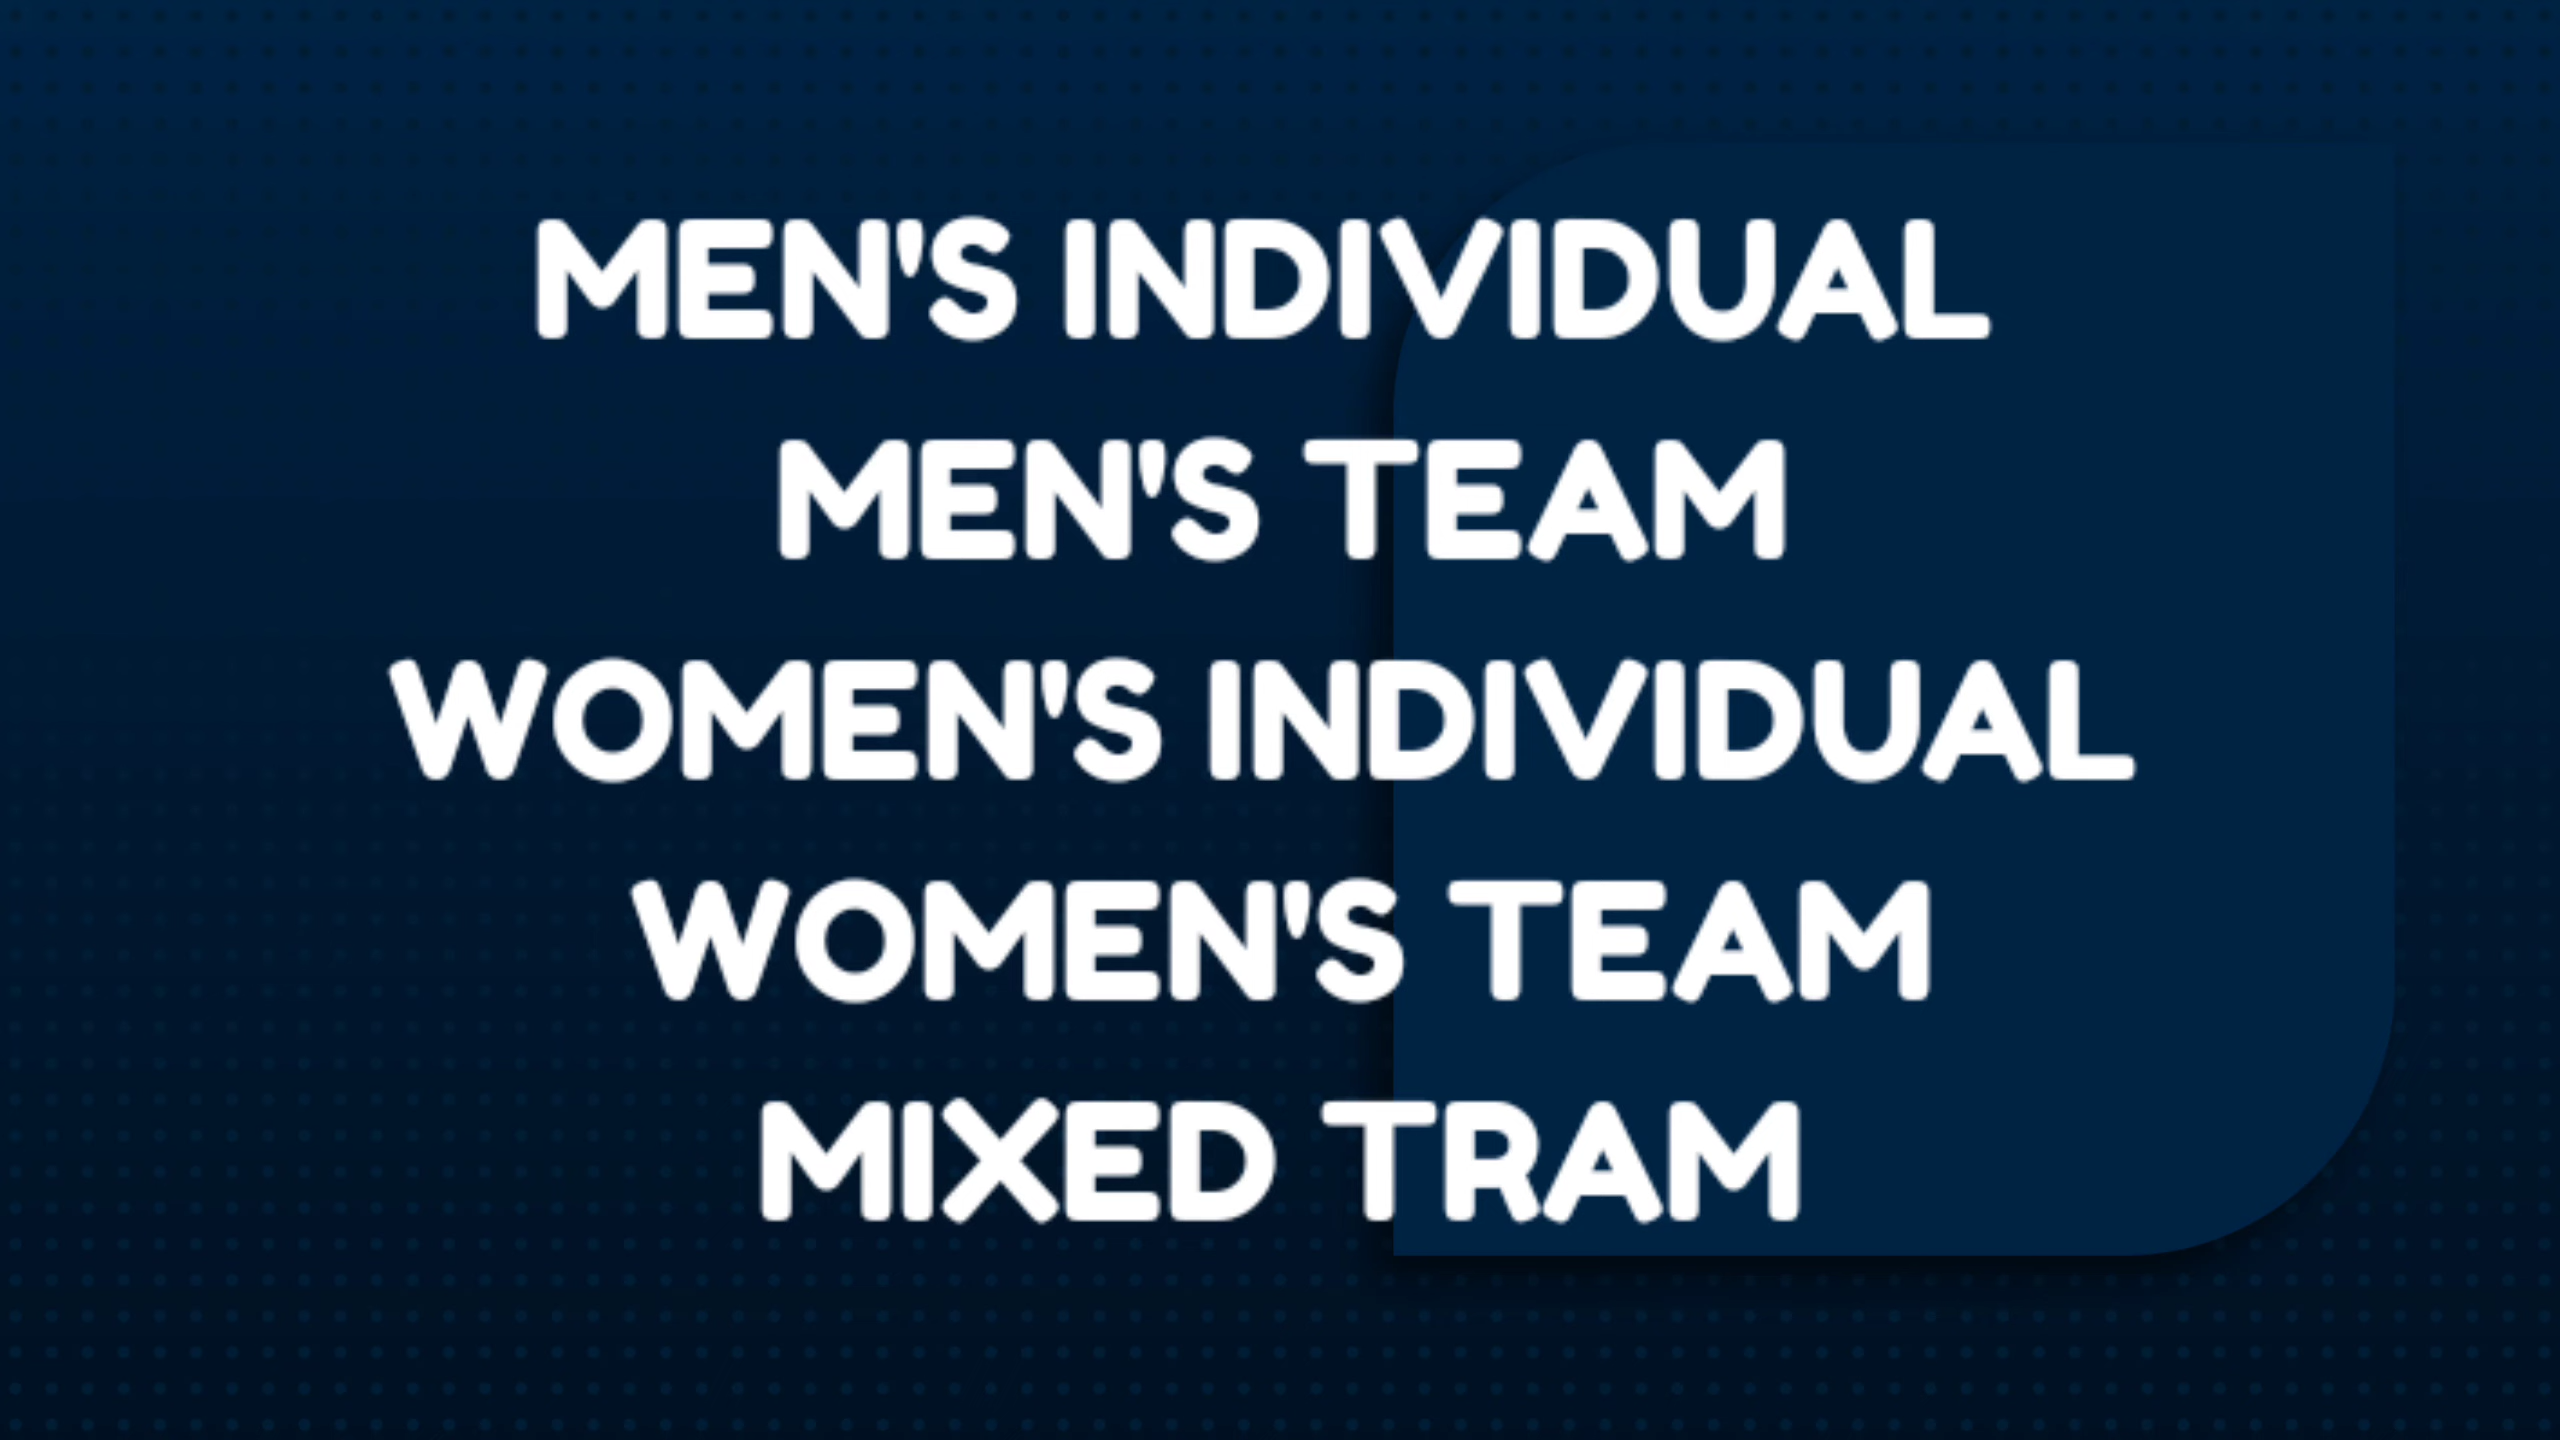 MEN'S INDIVIDUAL
MEN'S TEAM
WOMEN'S INDIVIDUAL
WOMEN'S TEAM
MIXED TRAM